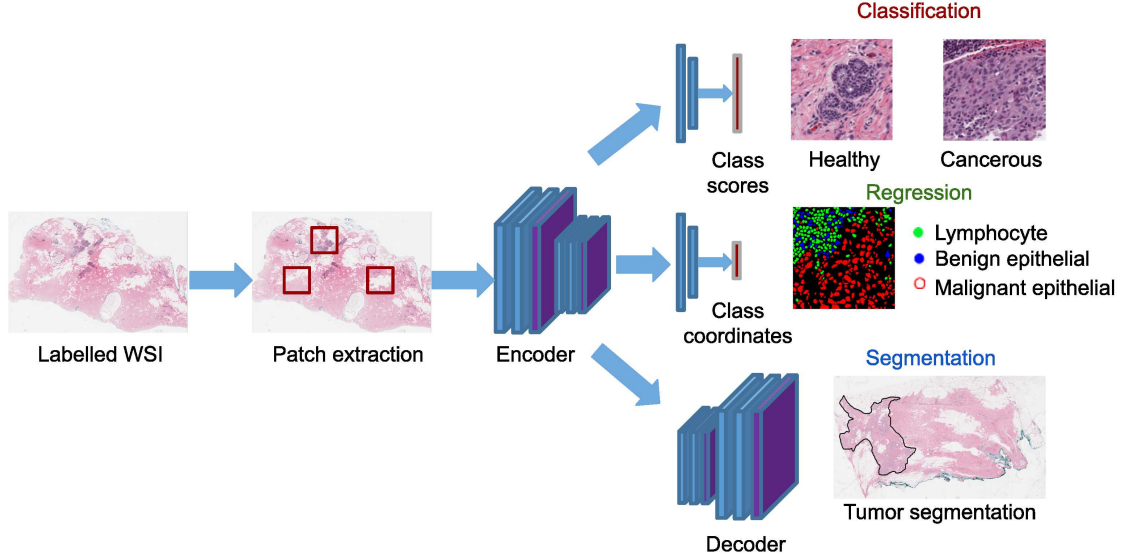 Classification
Class
scores
Healthy
Cancerous
Regression
Lymphocyte
Benign epithelial
Malignant epithelial
Labelled WSI
Patch extraction
Encoder
Class
coordinates
Segmentation
Tumor segmentation
Decoder